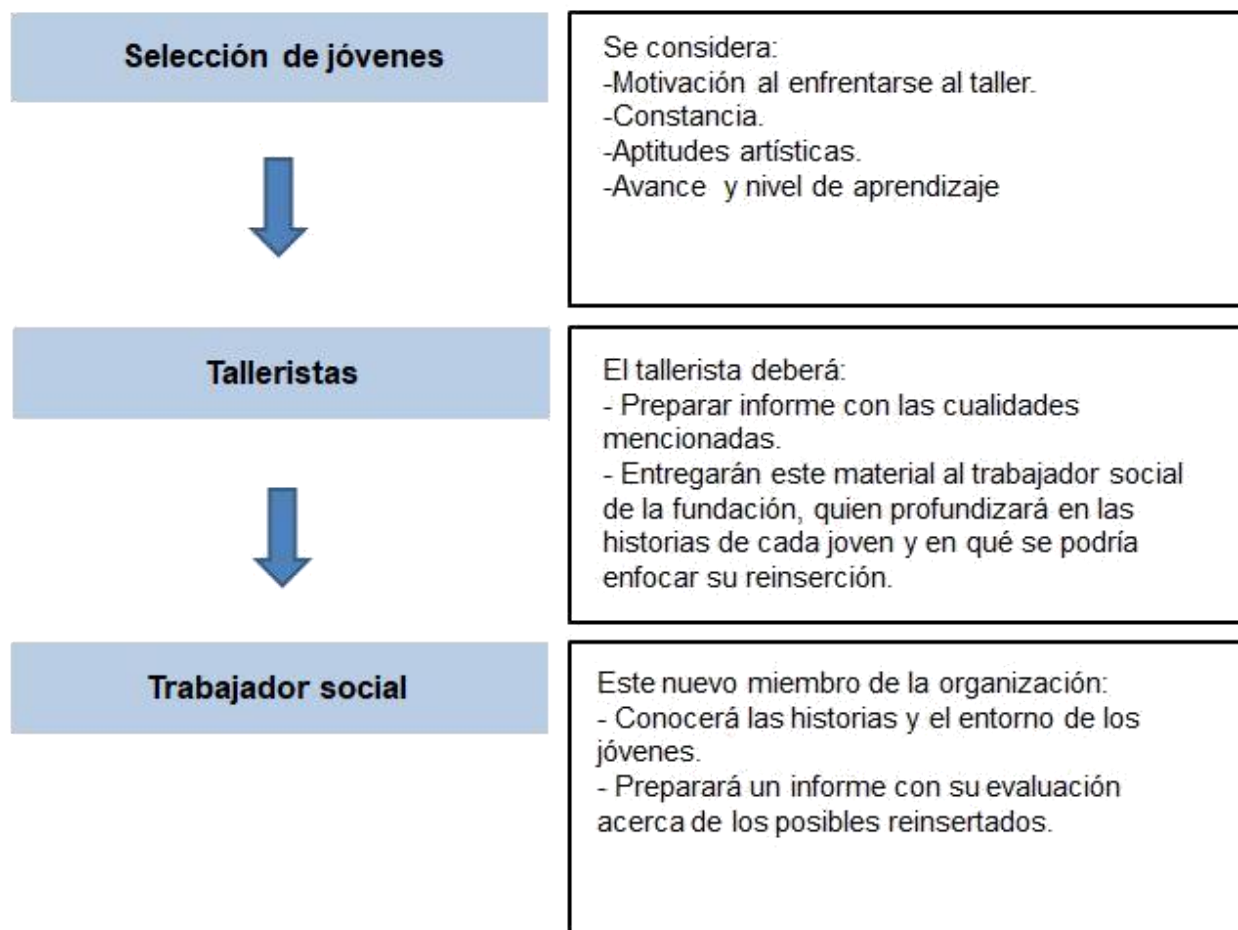 Selección de jóvenes
Se considera:
-Motivación al enfrentarse al taller.
-Constancia.
-Aptitudes artísticas.
-Avance y nivel de aprendizaje
Talleristas
El tallerista deberá:
- Preparar informe con las cualidades
mencionadas.
- Entregarán este material al trabajador social
de la fundación, quien profundizará en las
historias de cada joven y en qué se podría
enfocar su reinserción.
Trabajador social
Este nuevo miembro de la organización:
- Conocerá las historias y el entorno de los
jóvenes.
- Preparará un informe con su evaluación
acerca de los posibles reinsertados.